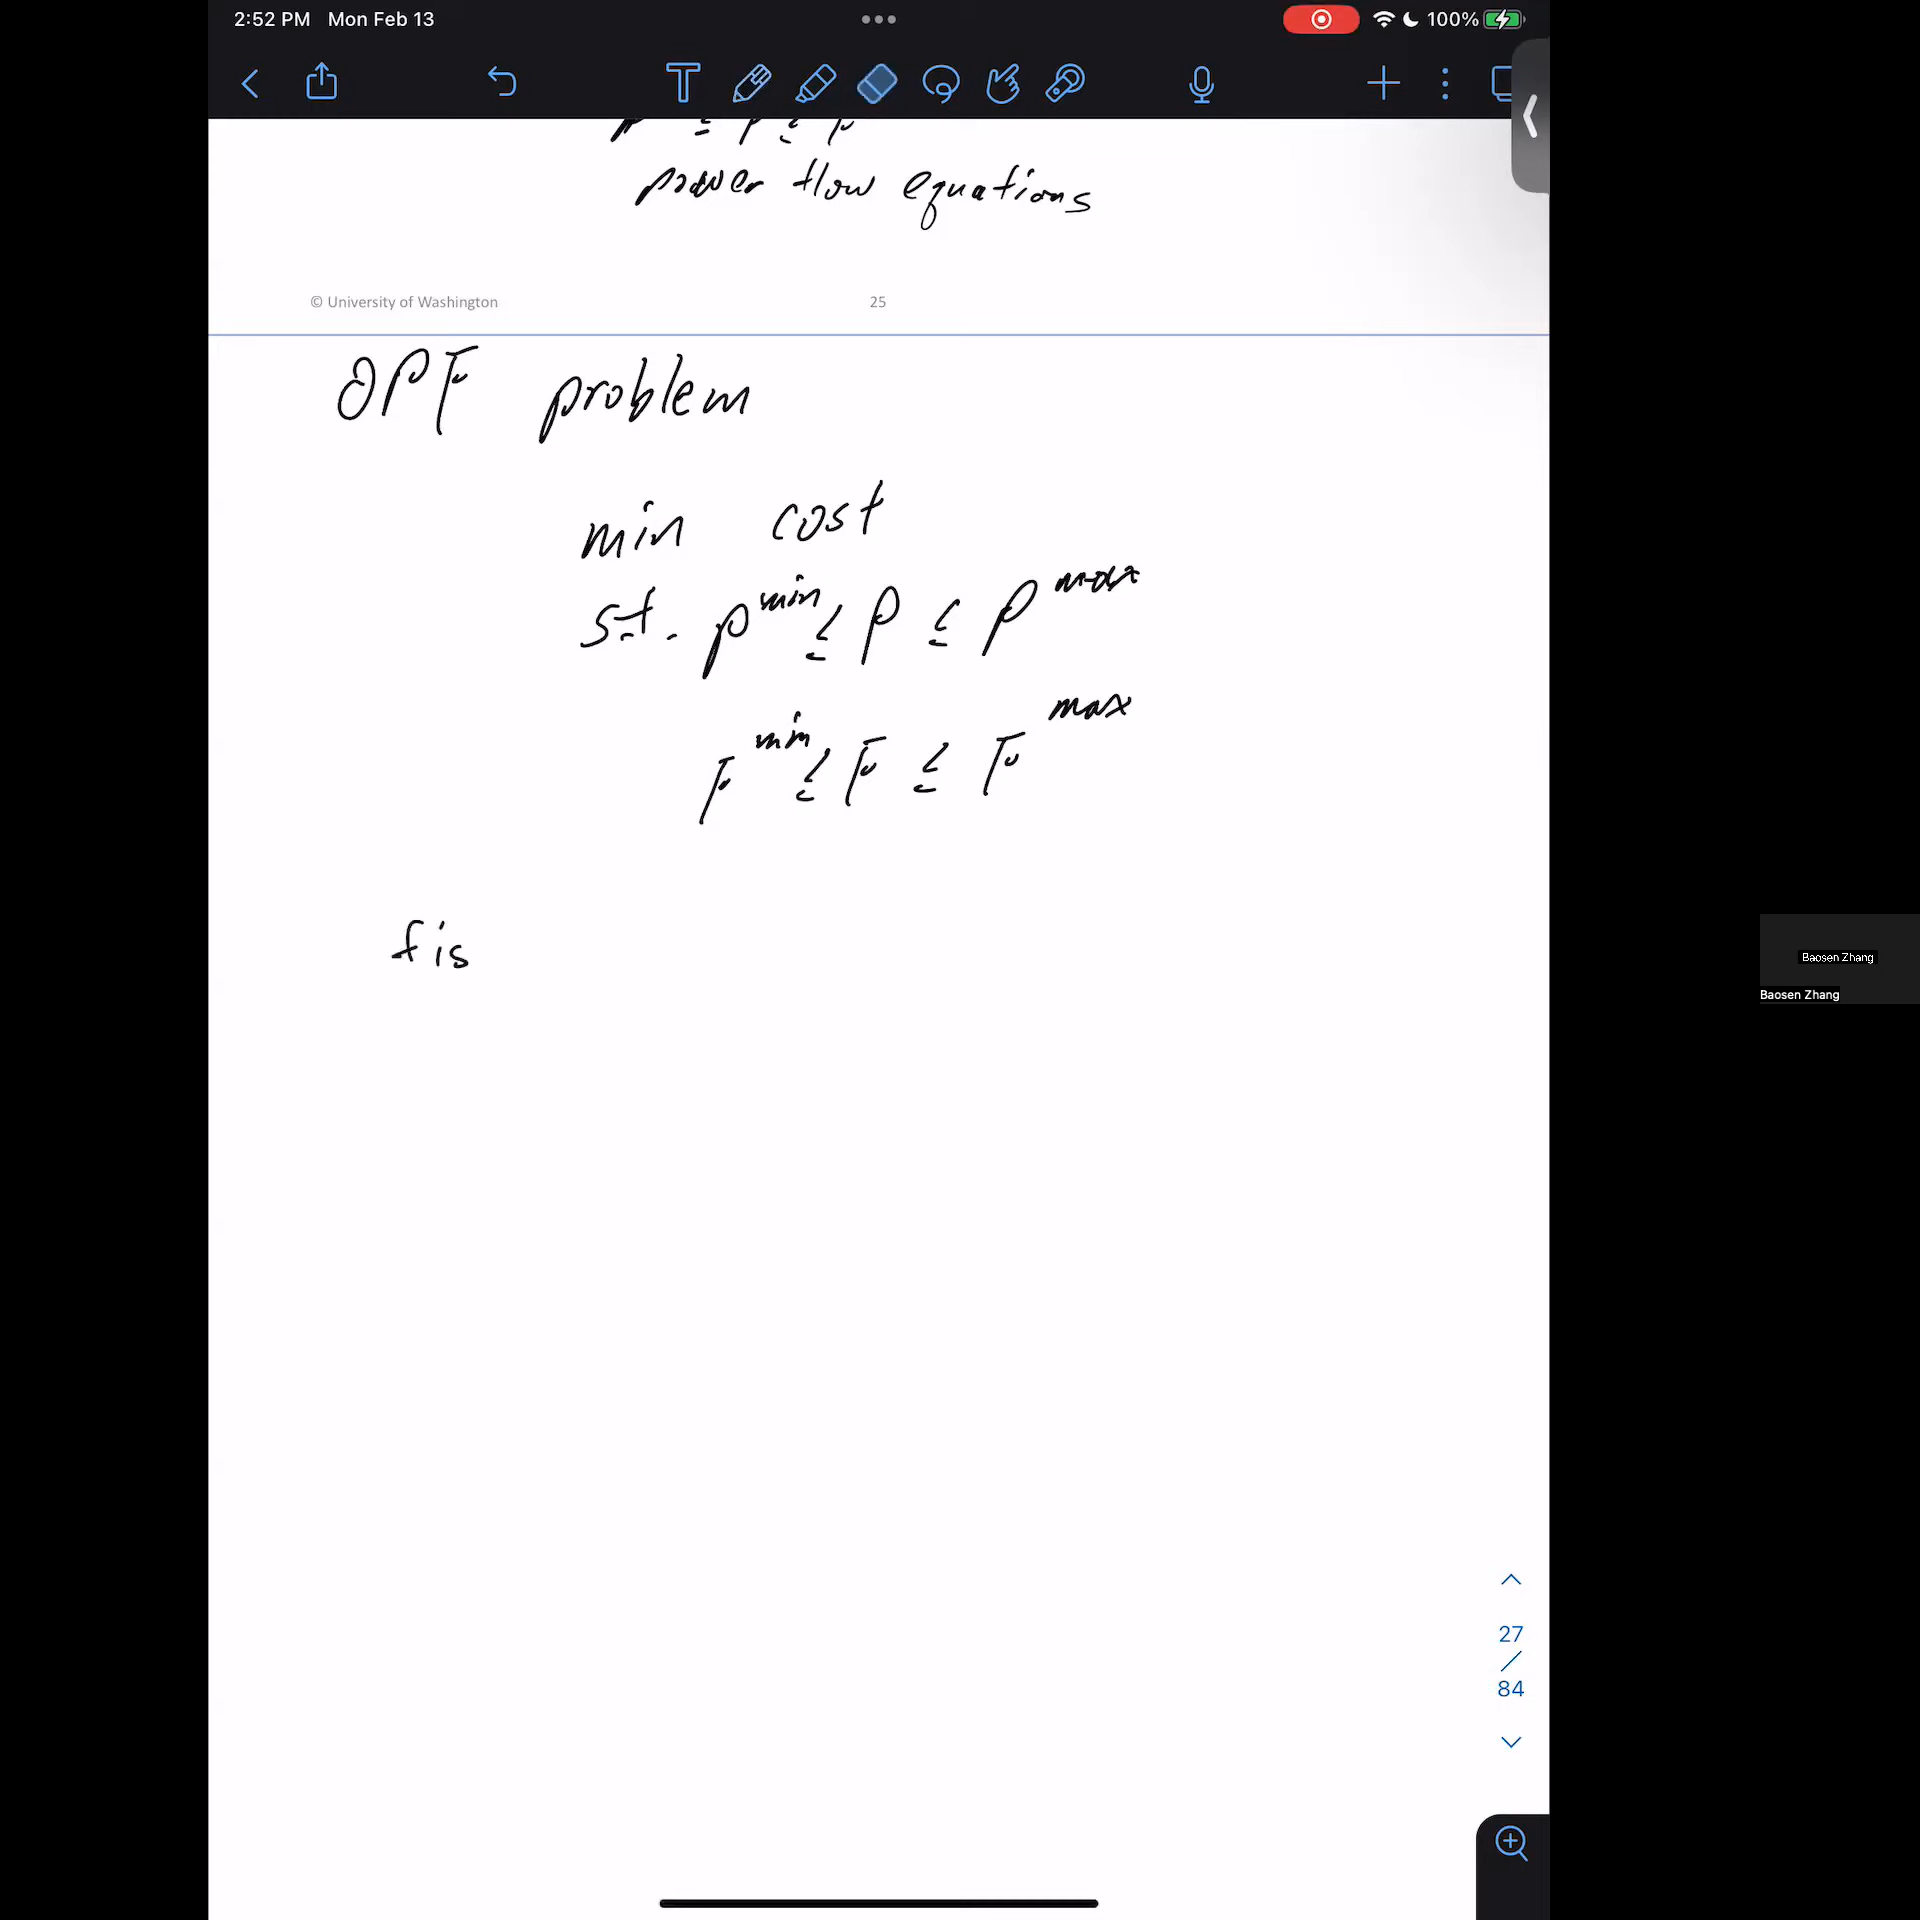 2:52 PM Mon Feb 13
100%
power flow equations
© University of Washington
25
OPF problem
min cost
s.t. p^min ≤ P ≤ P^max
F^min ≤ F ≤ F^max
f is
Baosen Zhang
Baosen Zhang
27
/
84